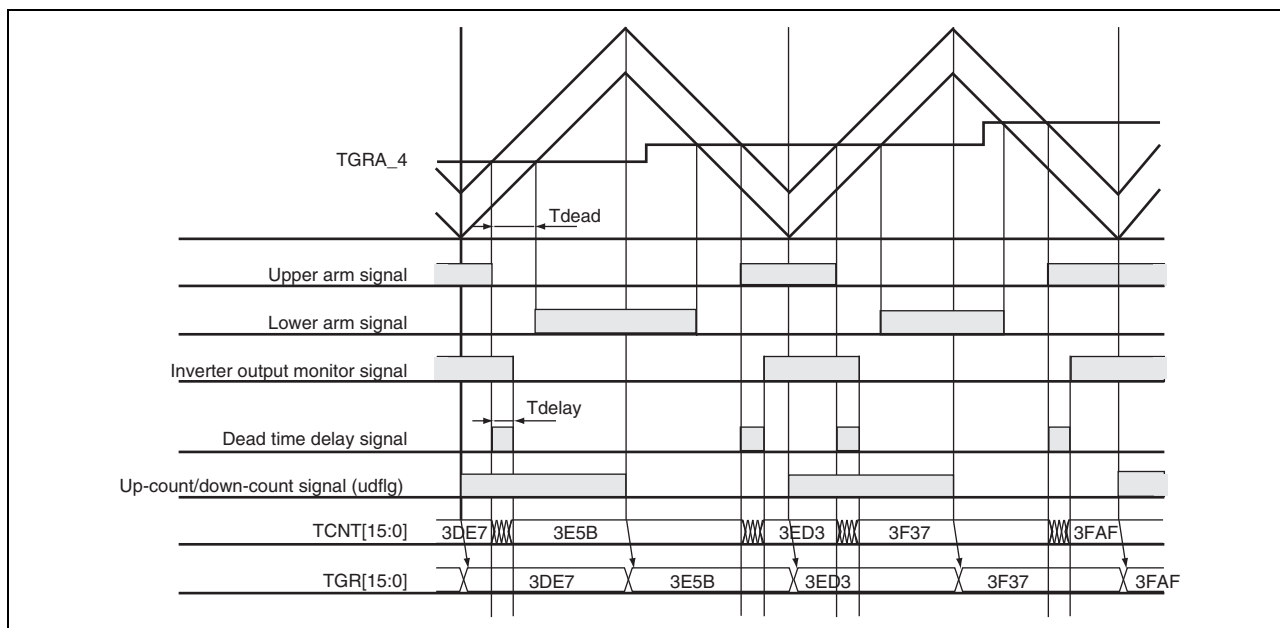 TGRA_4
Tdead
Upper arm signal
Lower arm signal
Inverter output monitor signal
Tdelay
Dead time delay signal
Up-count/down-count signal (udflg)
TCNT[15:0] 3DE7 3E5B 3ED3 3F37 3FAF
TGR[15:0] 3DE7 3E5B 3ED3 3F37 3FAF